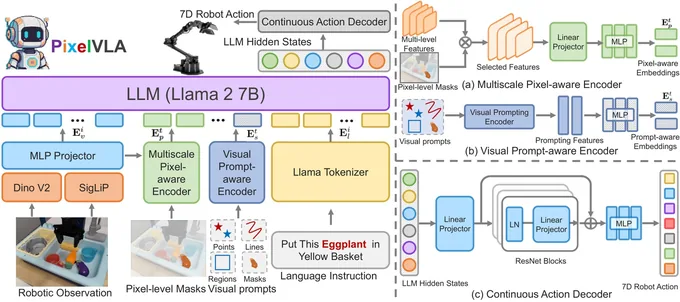 PixelVLA
7D Robot Action
Continuous Action Decoder
LLM Hidden States
LLM (Llama 2 7B)
MLP Projector
Dino V2
SigLiP
Multiscale
Pixel-
aware
Encoder
Visual
Prompt-
aware
Encoder
Llama Tokenizer
Points
Lines
Regions
Masks
Put This Eggplant in
Yellow Basket
Robotic Observation
Pixel-level Masks
Visual prompts
Language Instruction
Multi-level
Features
Pixel-level Masks
Selected Features
Linear
Projector
MLP
Pixel-aware
Embeddings
(a) Multiscale Pixel-aware Encoder
Visual prompts
Visual Prompting
Encoder
Prompting Features
MLP
Prompt-aware
Embeddings
(b) Visual Prompt-aware Encoder
LLM Hidden States
Linear
Projector
LN
Linear
Projector
ResNet Blocks
MLP
7D Robot Action
(c) Continuous Action Decoder